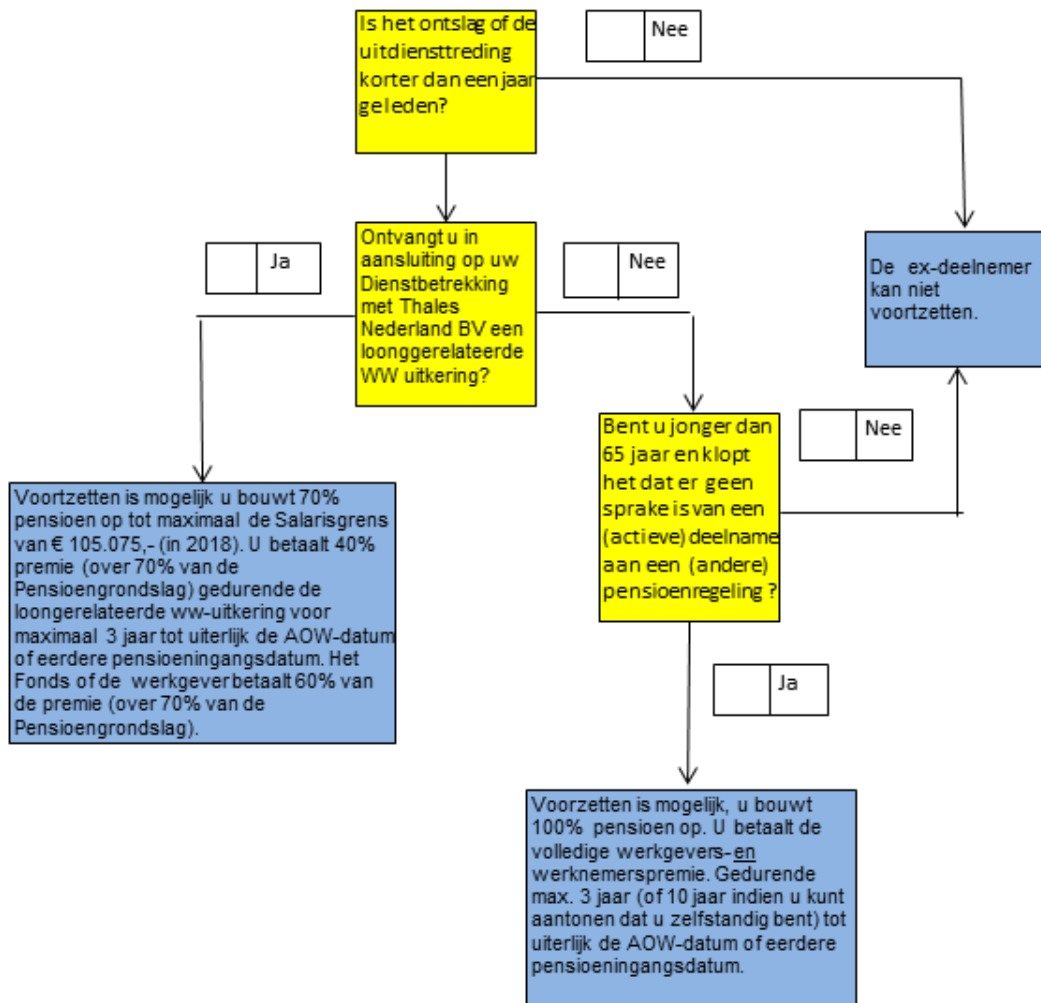 Is het ontslag of de
uitdiensttreding
korter dan een jaar
geleden?
Nee
Ontvangt u in
aansluiting op uw
Dienstbetrekking
met Thales
Nederland BV een
loonggerelateerde
WW uitkering?
Ja
Nee
De ex-deelnemer
kan niet
voortzetten.
Bent u jonger dan
65 jaar en klopt
het dat er geen
sprake is van een
(actieve) deelname
aan een (andere)
pensioenregeling ?
Nee
Voortzetten is mogelijk u bouwt 70%
pensioen op tot maximaal de Salarisgrens
van € 105.075,- (in 2018). U betaalt 40%
premie (over 70% van de
Pensioengrondslag) gedurende de
loongerelateerde ww-uitkering voor
maximaal 3 jaar tot uiterlijk de AOW-datum
of eerdere pensioeningangsdatum. Het
Fonds of de werkgever betaalt 60% van
de premie (over 70% van de
Pensioengrondslag).
Ja
Voorzetten is mogelijk, u bouwt
100% pensioen op. U betaalt de
volledige werkgevers- en
werknemerspremie. Gedurende
max. 3 jaar (of 10 jaar indien u kunt
aantonen dat u zelfstandig bent) tot
uiterlijk de AOW-datum of eerdere
pensioeningangsdatum.